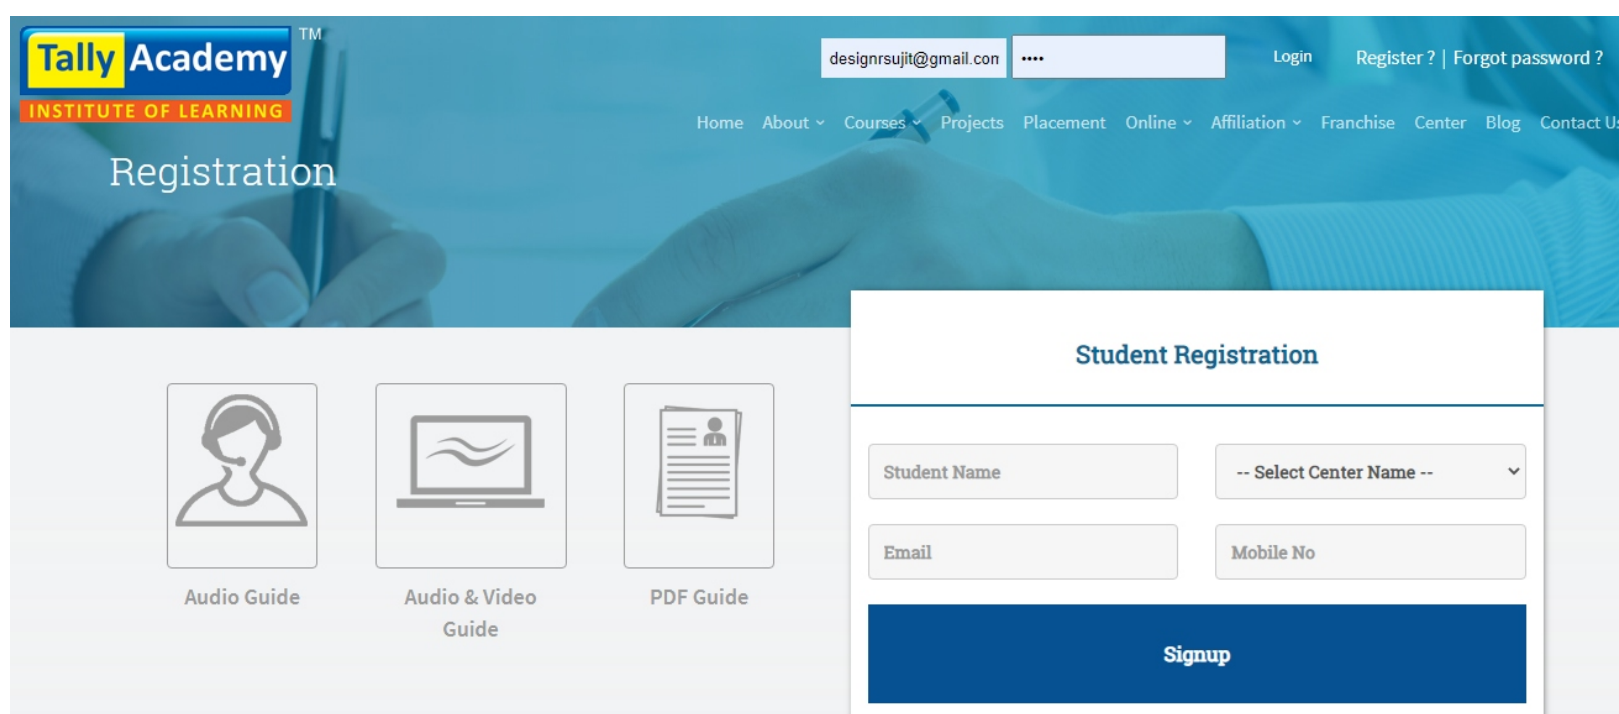 Tally Academy TM
INSTITUTE OF LEARNING
designrsujit@gmail.com •••• Login Register ? | Forgot password ?
Home About Courses Projects Placement Online Affiliation Franchise Center Blog Contact Us
Registration
Student Registration
Student Name -- Select Center Name --
Email Mobile No
Signup
Audio Guide
Audio & Video
Guide
PDF Guide